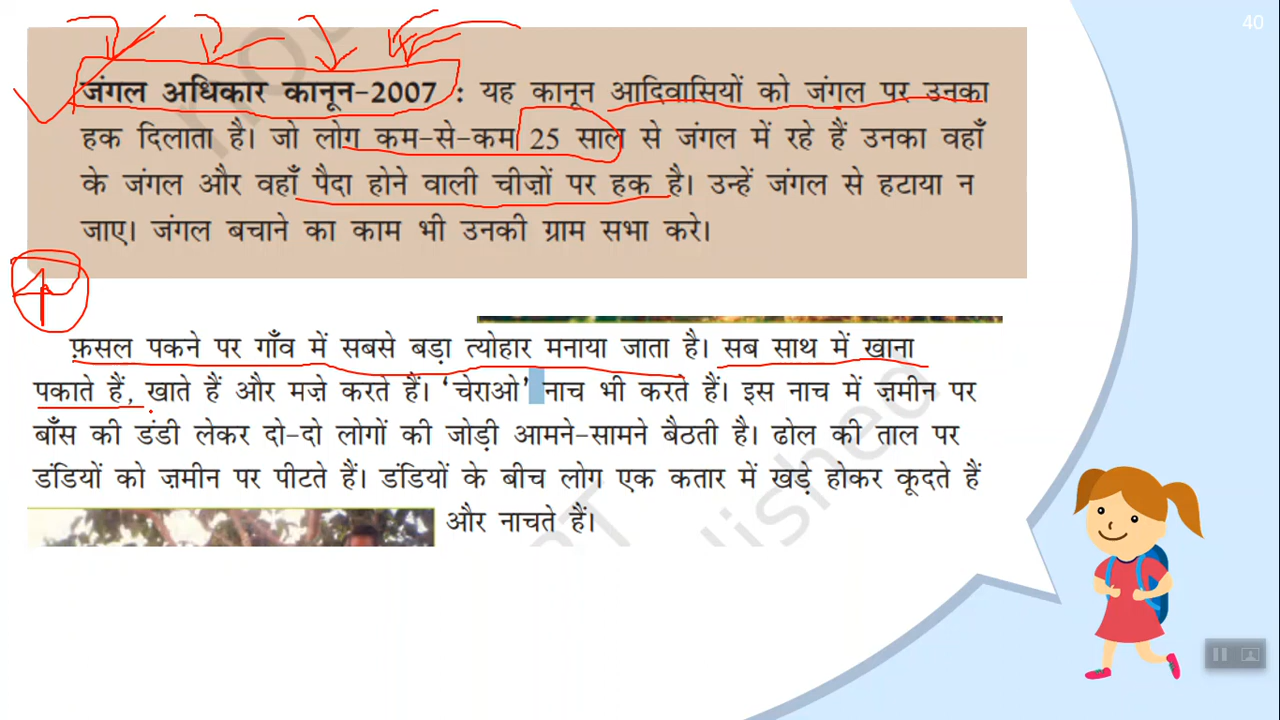 40
जंगल अधिकार कानून-2007 : यह कानून आदिवासियों को जंगल पर उनका
हक दिलाता है। जो लोग कम-से-कम 25 साल से जंगल में रहे हैं उनका वहाँ
के जंगल और वहाँ पैदा होने वाली चीज़ों पर हक है। उन्हें जंगल से हटाया न
जाए। जंगल बचाने का काम भी उनकी ग्राम सभा करे।
फ़सल पकने पर गाँव में सबसे बड़ा त्योहार मनाया जाता है। सब साथ में खाना
पकाते हैं, खाते हैं और मज़े करते हैं। ‘चेराओ’ नाच भी करते हैं। इस नाच में ज़मीन पर
बाँस की डंडी लेकर दो-दो लोगों की जोड़ी आमने-सामने बैठती है। ढोल की ताल पर
डंडियों को ज़मीन पर पीटते हैं। डंडियों के बीच लोग एक कतार में खड़े होकर कूदते हैं
और नाचते हैं।